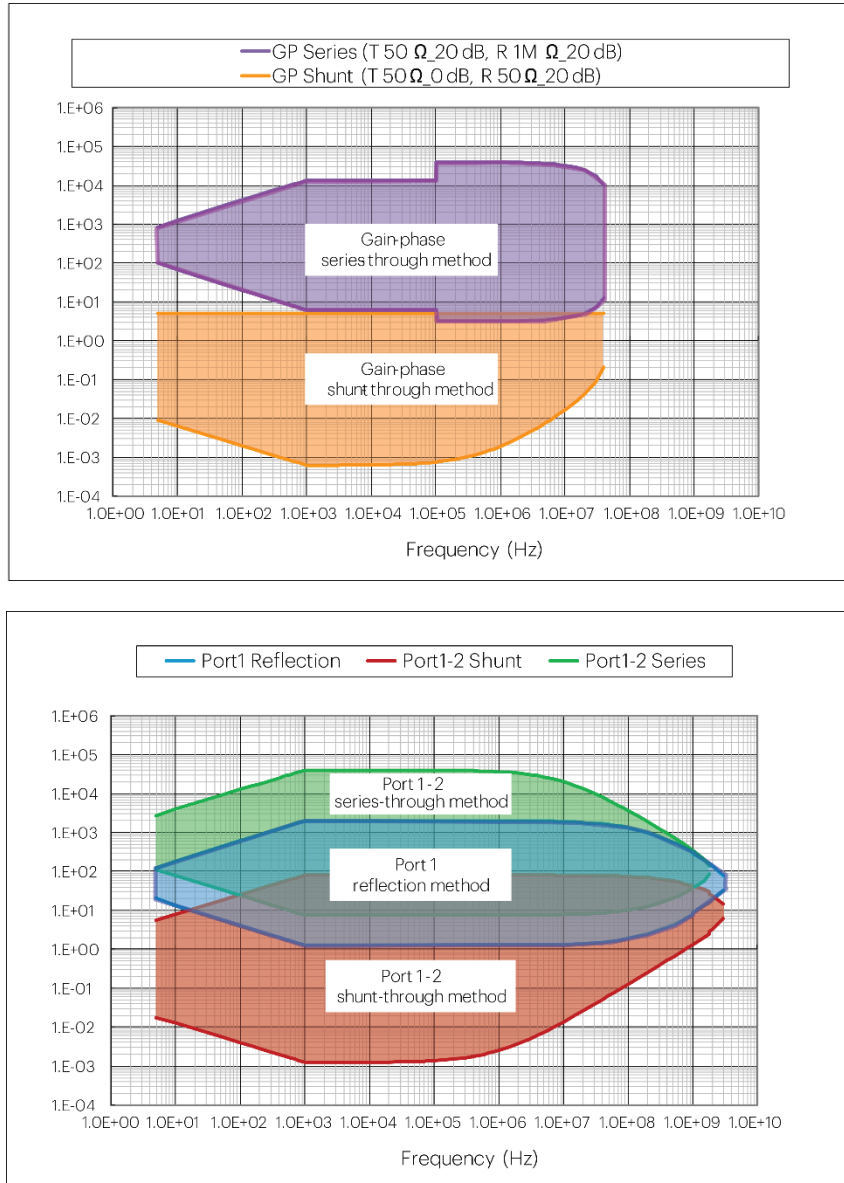 GP Series (T 50 Ω_20 dB, R 1M Ω_20 dB)
GP Shunt (T 50Ω_0 dB, R 50Ω_20 dB)
1.E+06
1.E+05
1.E+04
1.E+03
1.E+02
1.E+01
1.E+00
1.E-01
1.E-02
1.E-03
1.E-04
Gain-phase
series through method
Gain-phase
shunt through method
1.0E+00 1.0E+01 1.0E+02 1.0E+03 1.0E+04 1.0E+05 1.0E+06 1.0E+07 1.0E+08 1.0E+09 1.0E+10
Frequency (Hz)
Port1 Reflection Port1-2 Shunt Port1-2 Series
1.E+06
1.E+05
1.E+04
1.E+03
1.E+02
1.E+01
1.E+00
1.E-01
1.E-02
1.E-03
1.E-04
Port 1-2
series-through method
Port 1
reflection method
Port 1-2
shunt-through method
1.0E+00 1.0E+01 1.0E+02 1.0E+03 1.0E+04 1.0E+05 1.0E+06 1.0E+07 1.0E+08 1.0E+09 1.0E+10
Frequency (Hz)